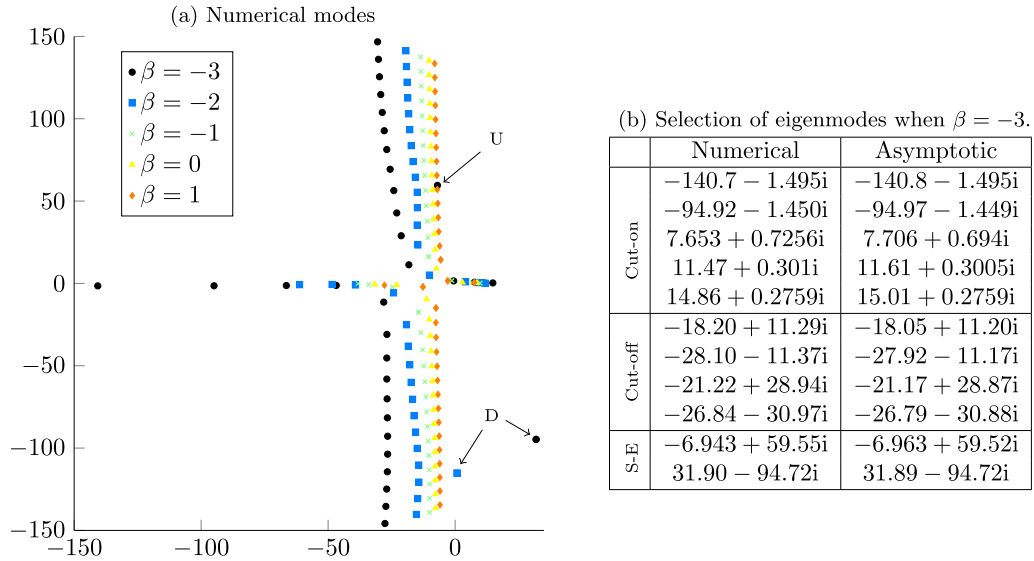 (a) Numerical modes
150
100
50
0
−50
−100
−150
−150
−100
−50
0
β = −3
β = −2
β = −1
β = 0
β = 1
U
D
(b) Selection of eigenmodes when β = −3.
Numerical Asymptotic
Cut-on
−140.7 − 1.495i −140.8 − 1.495i
−94.92 − 1.450i −94.97 − 1.449i
7.653 + 0.7256i 7.706 + 0.694i
11.47 + 0.301i 11.61 + 0.3005i
14.86 + 0.2759i 15.01 + 0.2759i
Cut-off
−18.20 + 11.29i −18.05 + 11.20i
−28.10 − 11.37i −27.92 − 11.17i
−21.22 + 28.94i −21.17 + 28.87i
−26.84 − 30.97i −26.79 − 30.88i
S-E
−6.943 + 59.55i −6.963 + 59.52i
31.90 − 94.72i 31.89 − 94.72i